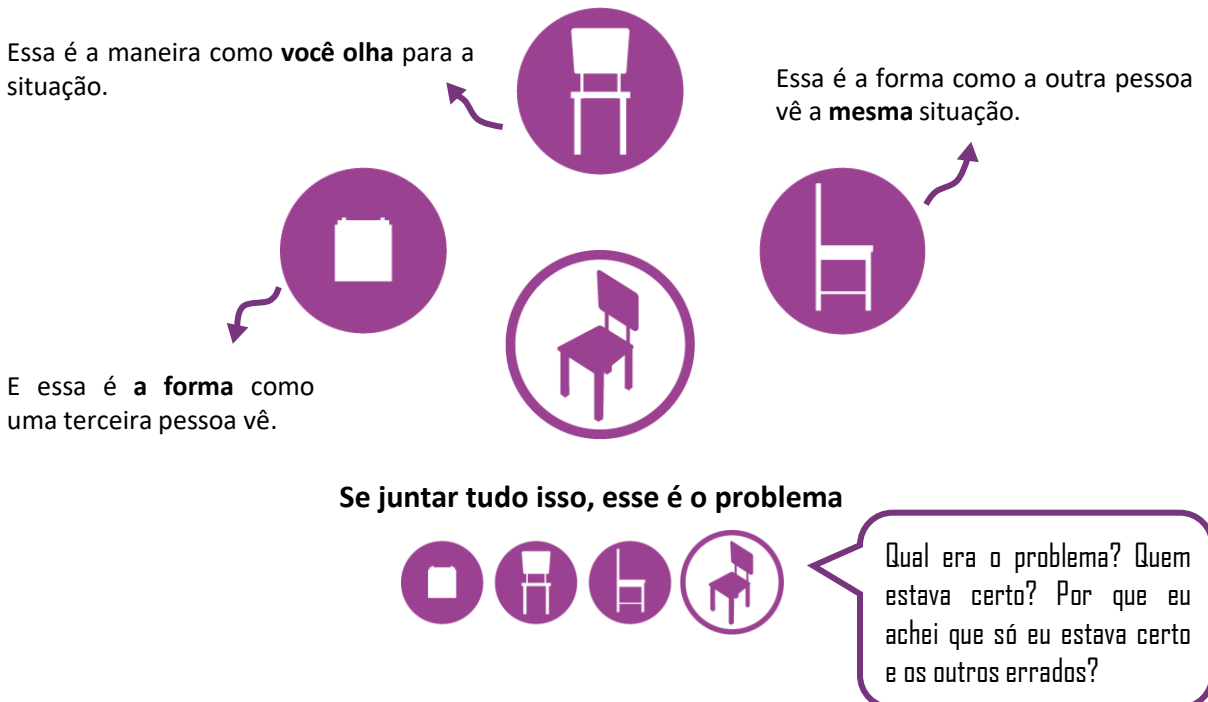 Essa é a maneira como você olha para a
situação.
Essa é a forma como a outra pessoa
vê a mesma situação.
E essa é a forma como
uma terceira pessoa vê.
Se juntar tudo isso, esse é o problema
Qual era o problema? Quem
estava certo? Por que eu
achei que só eu estava certo
e os outros errados?